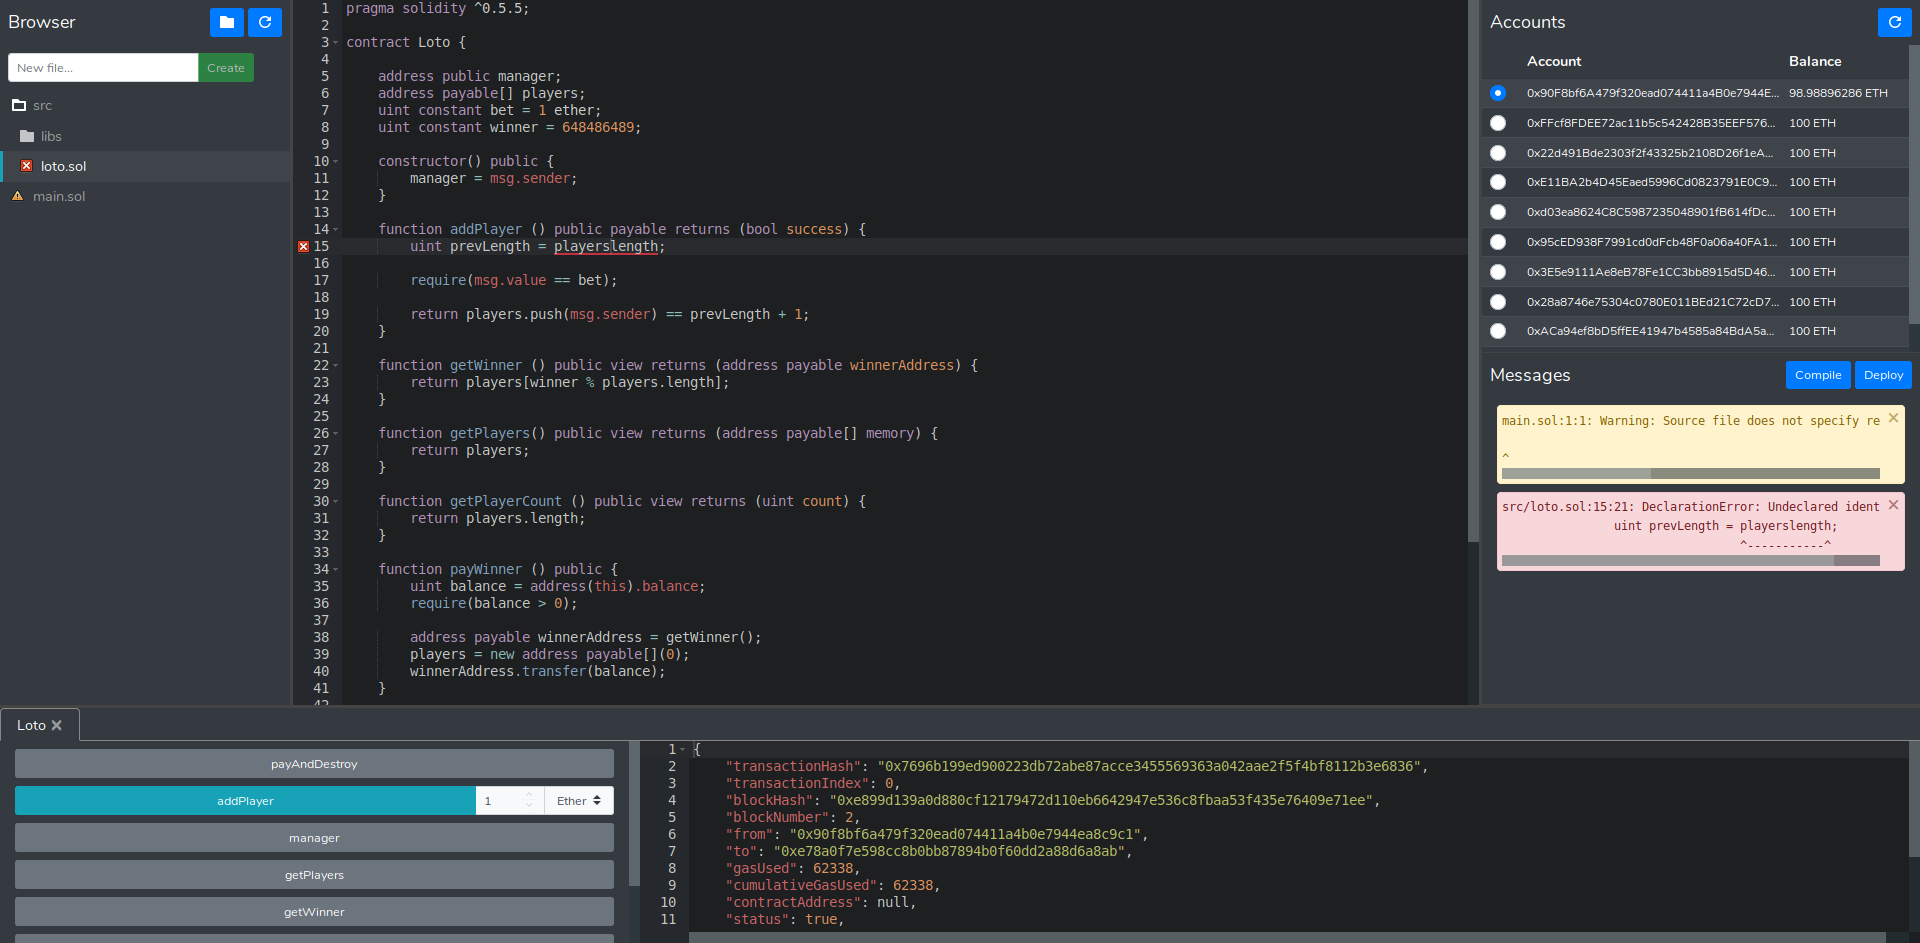 Browser
New file...
Create
src
libs
loto.sol
main.sol
1 pragma solidity ^0.5.5;
2
3 contract Loto {
4
5     address public manager;
6     address payable[] players;
7     uint constant bet = 1 ether;
8     uint constant winner = 648486489;
9
10     constructor() public {
11         manager = msg.sender;
12     }
13
14     function addPlayer () public payable returns (bool success) {
15         uint prevLength = playerslength;
16
17         require(msg.value == bet);
18
19         return players.push(msg.sender) == prevLength + 1;
20     }
21
22     function getWinner () public view returns (address payable winnerAddress) {
23         return players[winner % players.length];
24     }
25
26     function getPlayers() public view returns (address payable[] memory) {
27         return players;
28     }
29
30     function getPlayerCount () public view returns (uint count) {
31         return players.length;
32     }
33
34     function payWinner () public {
35         uint balance = address(this).balance;
36         require(balance > 0);
37
38         address payable winnerAddress = getWinner();
39         players = new address payable[](0);
40         winnerAddress.transfer(balance);
41     }
42
Accounts
Account Balance
0x90F8bf6A479f320ead074411a4B0e7944E... 98.98896286 ETH
0xFFcf8FDEE72ac11b5c542428B35EEF576... 100 ETH
0x22d491Bde2303f2f43325b2108D26f1eA... 100 ETH
0xE11BA2b4D45Eaed5996Cd0823791E0C9... 100 ETH
0xd03ea8624C8C5987235048901fB614fDc... 100 ETH
0x95cED938F7991cd0dFcb48F0a06a40FA1... 100 ETH
0x3E5e9111Ae8eB78Fe1CC3bb8915d5D46... 100 ETH
0x28a8746e75304c0780E011BEd21C72cD7... 100 ETH
0xACa94ef8bD5ffEE41947b4585a84BdA5a... 100 ETH
Messages
Compile
Deploy
main.sol:1:1: Warning: Source file does not specify re
^
src/loto.sol:15:21: DeclarationError: Undeclared ident
uint prevLength = playerslength;
^-----------^
Loto
payAndDestroy
addPlayer 1 Ether
manager
getPlayers
getWinner
1 {
2     "transactionHash": "0x7696b199ed900223db72abe87acce3455569363a042aae2f5f4bf8112b3e6836",
3     "transactionIndex": 0,
4     "blockHash": "0xe899d139a0d880cf12179472d110eb6642947e536c8fbaa53f435e76409e71ee",
5     "blockNumber": 2,
6     "from": "0x90f8bf6a479f320ead074411a4b0e7944ea8c9c1",
7     "to": "0xe78a0f7e598cc8b0bb87894b0f60dd2a88d6a8ab",
8     "gasUsed": 62338,
9     "cumulativeGasUsed": 62338,
10     "contractAddress": null,
11     "status": true,